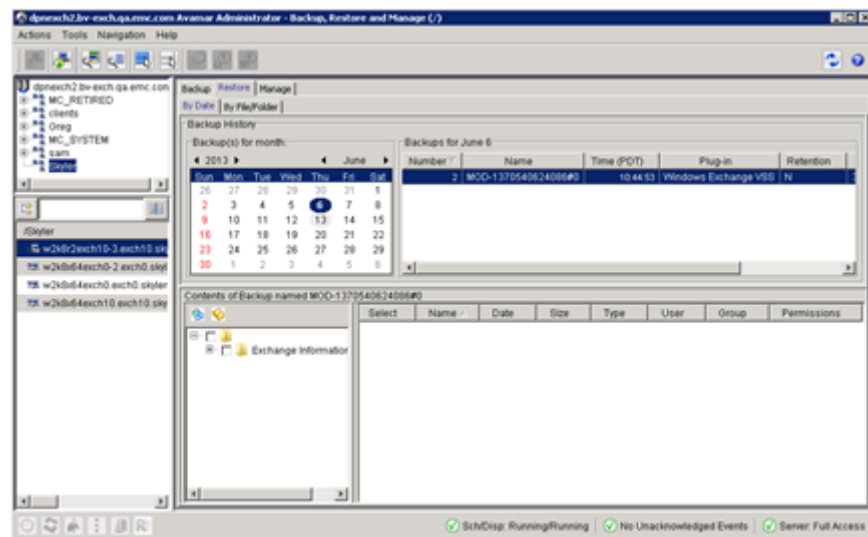 dpnexch2.bv-exch.qa.emc.com Avamar Administrator - Backup, Restore and Manage (/)
Actions Tools Navigation Help
dpnexch2.bv-exch.qa.emc.con
MC_RETIRED
clients
Greg
MC_SYSTEM
sam
Skyler
/Skyler
w2k8r2exch10-3.exch10.sky
w2k8x64exch0-2.exch0.skyl
w2k8x64exch0.exch0.skyler
w2k8x64exch10.exch10.sky
Backup Restore Manage
By Date By File/Folder
Backup History
Backup(s) for month:
2013 June
Sun Mon Tue Wed Thu Fri Sat
26 27 28 29 30 31 1
2 3 4 5 6 7 8
9 10 11 12 13 14 15
16 17 18 19 20 21 22
23 24 25 26 27 28 29
30 1 2 3 4 5 6
Backups for June 6
Number Name Time (PDT) Plug-in Retention
2 MOD-1370540624086#0 10:44:53 Windows Exchange VSS N
Contents of Backup named MOD-1370540624086#0
Exchange Information
Select Name Date Size Type User Group Permissions
Sch/Disp: Running/Running No Unacknowledged Events Server: Full Access